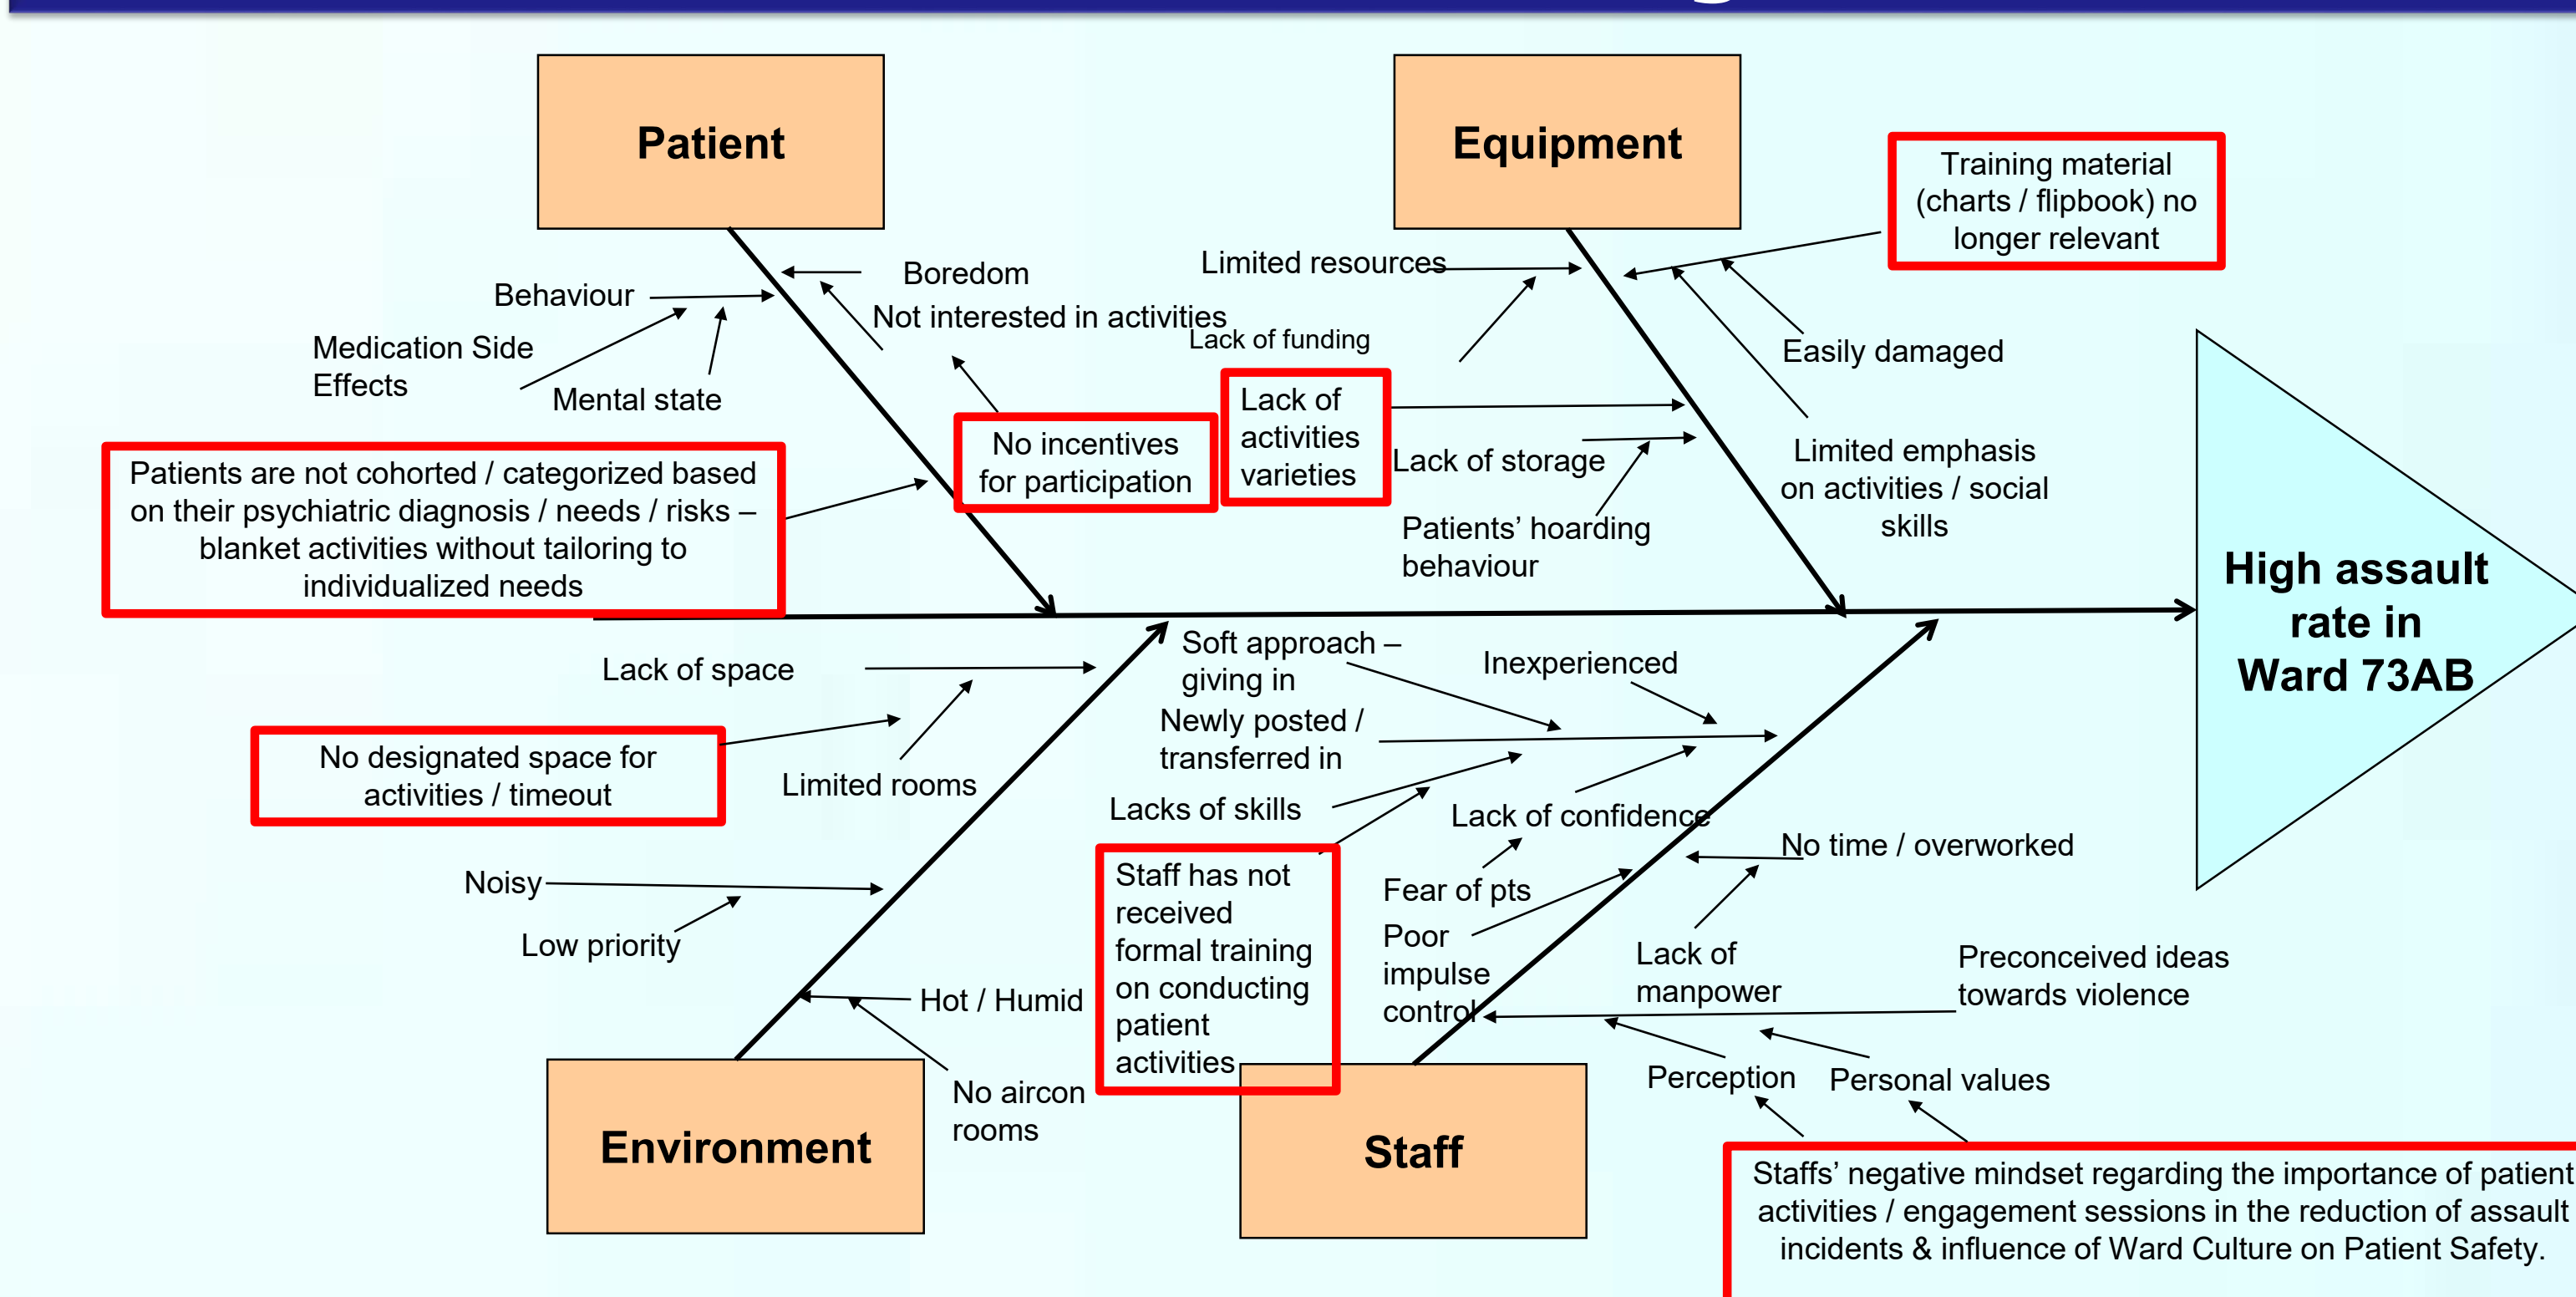 Patient
Equipment
Training material
(charts / flipbook) no
longer relevant
Boredom
Limited resources
Behaviour
Not interested in activities
Lack of funding
Medication Side
Effects
Mental state
Easily damaged
Lack of
activities
varieties
No incentives
for participation
Lack of storage
Limited emphasis
on activities / social
skills
Patients are not cohorted / categorized based
on their psychiatric diagnosis / needs / risks –
blanket activities without tailoring to
individualized needs
Patients’ hoarding
behaviour
High assault
rate in
Ward 73AB
Lack of space
Soft approach –
giving in
Inexperienced
Newly posted /
transferred in
No designated space for
activities / timeout
Limited rooms
Lacks of skills
Lack of confidence
No time / overworked
Noisy
Low priority
Staff has not
received
formal training
on conducting
patient
activities
Fear of pts
Poor
impulse
control
Lack of
manpower
Preconceived ideas
towards violence
Hot / Humid
No aircon
rooms
Perception
Personal values
Environment
Staff
Staffs’ negative mindset regarding the importance of patient
activities / engagement sessions in the reduction of assault
incidents & influence of Ward Culture on Patient Safety.